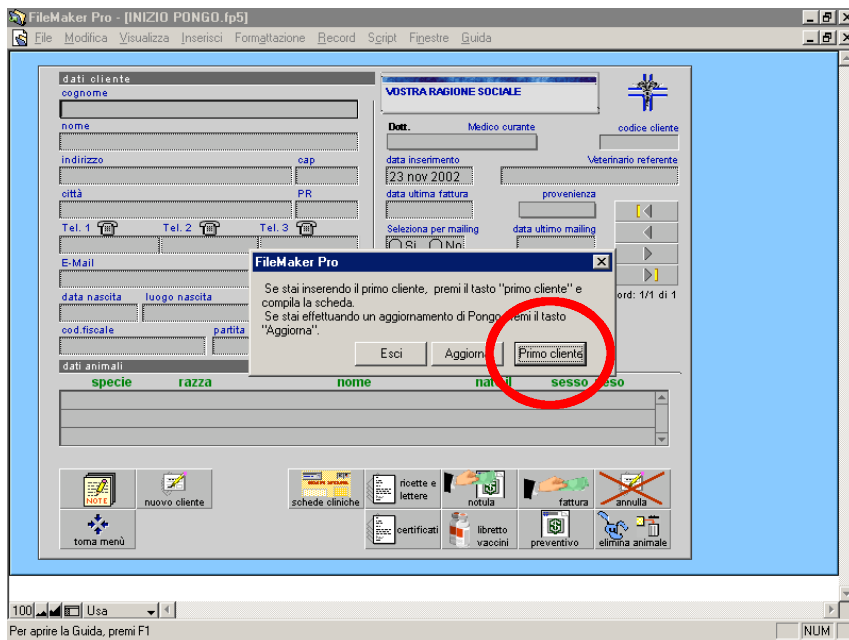 FileMaker Pro - [INIZIO PONGO.fp5]
File Modifica Visualizza Inserisci Formattazione Record Script Finestre Guida
dati cliente
cognome
VOSTRA RAGIONE SOCIALE
nome
Dott. Medico curante codice cliente
indirizzo cap
data inserimento Veterinario referente
23 nov 2002
città PR
data ultima fattura provenienza
Tel. 1 Tel. 2 Tel. 3
Seleziona per mailing data ultimo mailing
Si No
E-Mail
data nascita luogo nascita
ord: 1/1 di 1
cod.fiscale partita
FileMaker Pro
Se stai inserendo il primo cliente, premi il tasto "primo cliente" e
compila la scheda.
Se stai effettuando un aggiornamento di Pongo premi il tasto
"Aggiorna".
Esci Aggiorna Primo cliente
dati animali
specie razza nome nato il sesso peso
NOTE
nuovo cliente
schede cliniche
ricette e
lettere
notula
fattura
annulla
torna menù
certificati
libretto
vaccini
preventivo
elimina animale
100 Usa
Per aprire la Guida, premi F1 NUM